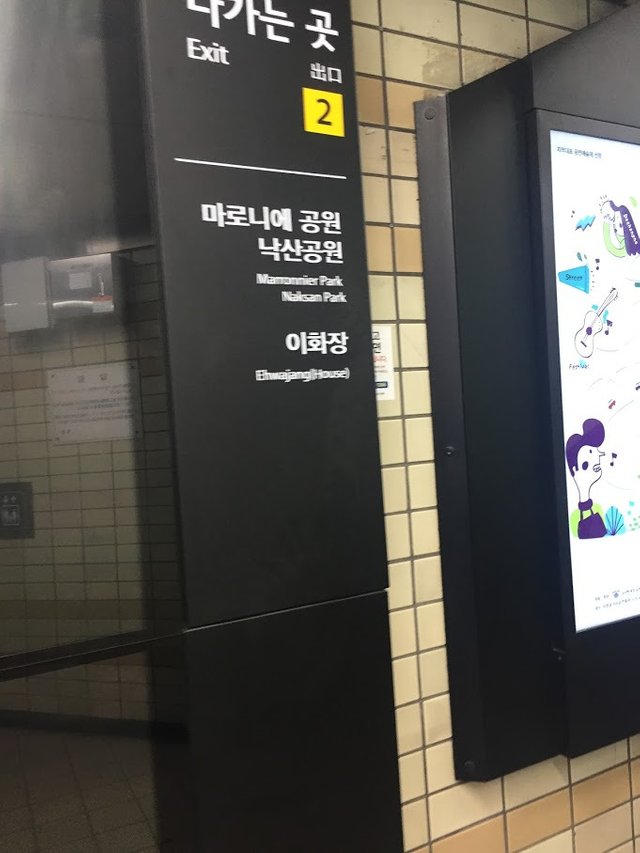 나가는 곳
Exit
出口
2
마로니에 공원
낙산공원
Marronnier Park
Naksan Park
이화장
Ehwajang(House)
Street